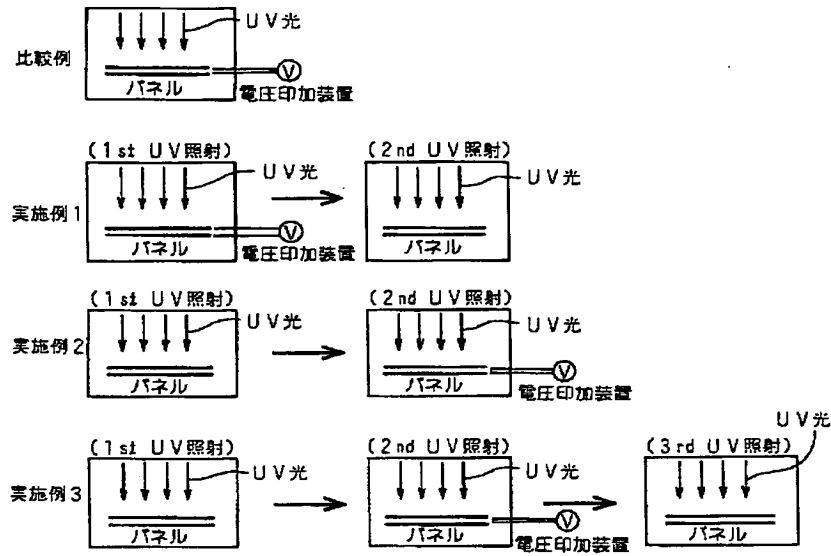 UV光
比較例
パネル
V
電圧印加装置
(1st UV照射)
(2nd UV照射)
UV光
UV光
実施例1
V
パネル
電圧印加装置
(1st UV照射)
(2nd UV照射)
UV光
UV光
実施例2
パネル
パネル
V
電圧印加装置
UV光
(1st UV照射)
(2nd UV照射)
(3rd UV照射)
UV光
UV光
実施例3
パネル
パネル
V
電圧印加装置
パネル